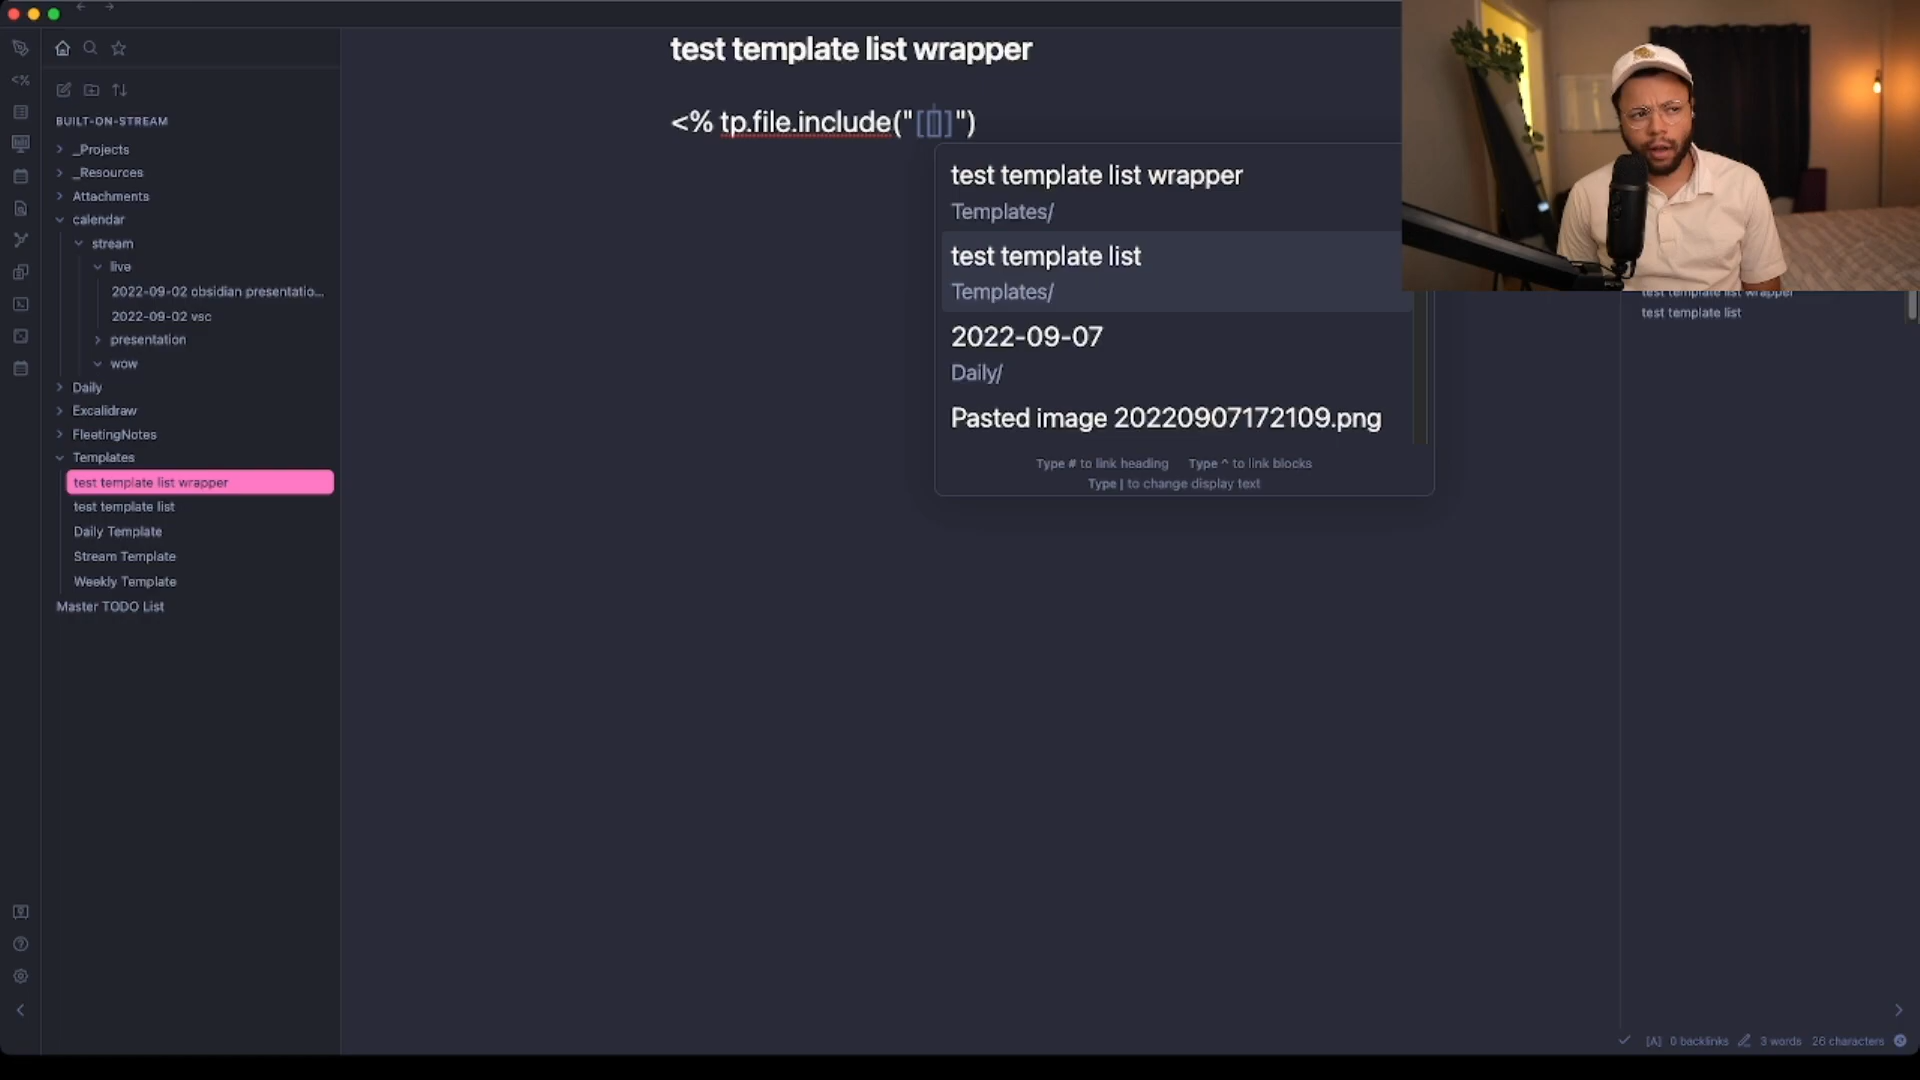 test template list wrapper
<% tp.file.include("[[]]")
<%
BUILT-ON-STREAM
_Projects
_Resources
Attachments
calendar
stream
live
2022-09-02 obsidian presentatio...
2022-09-02 vsc
presentation
wow
Daily
Excalidraw
FleetingNotes
Templates
test template list wrapper
test template list
Daily Template
Stream Template
Weekly Template
Master TODO List
test template list wrapper
Templates/
test template list
Templates/
2022-09-07
Daily/
Pasted image 20220907172109.png
Type # to link heading Type ^ to link blocks
Type | to change display text
test template list wrapper
test template list
[A] 0 backlinks 3 words 26 characters